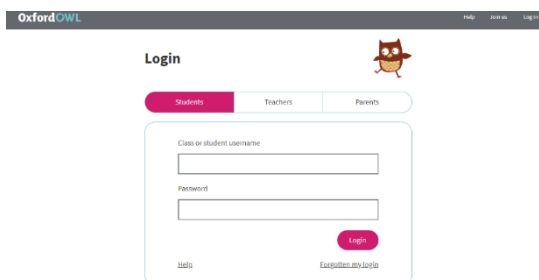 OxfordOWL
Help Join us Log in
Login
Students Teachers Parents
Class or student username
Password
Login
Help Forgotten my login